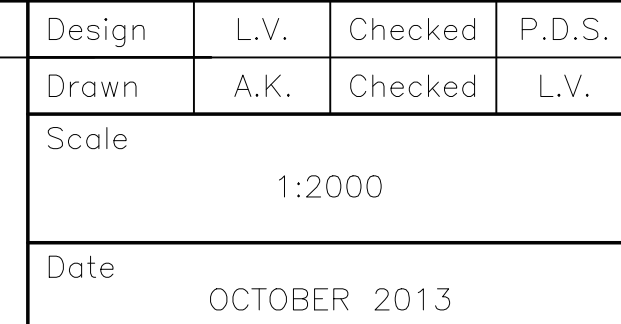 Design L.V. Checked P.D.S.
Drawn A.K. Checked L.V.
Scale
1:2000
Date
OCTOBER 2013